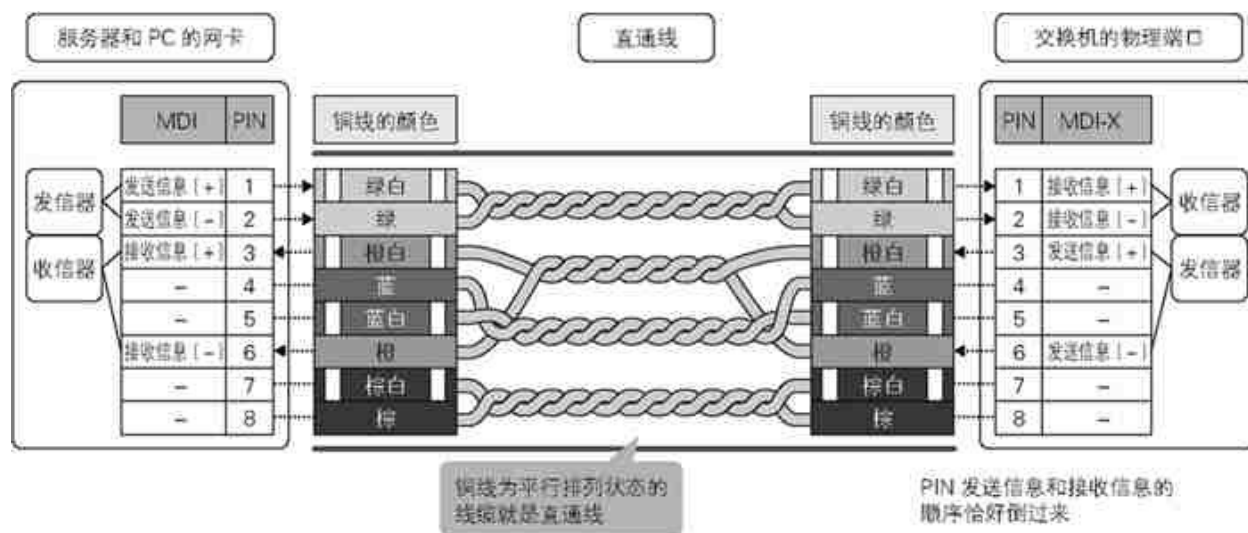 服务器和 PC 的网卡
直通线
交换机的物理端口
MDI PIN
铜线的颜色
铜线的颜色
PIN MDI-X
发信器
收信器
发送信息（+） 1
发送信息（-） 2
接收信息（+） 3
- 4
- 5
接收信息（-） 6
- 7
- 8
绿白
绿
橙白
蓝
蓝白
橙
棕白
棕
绿白
绿
橙白
蓝
蓝白
橙
棕白
棕
1 接收信息（+）
2 接收信息（-）
3 发送信息（+）
4 -
5 -
6 发送信息（-）
7 -
8 -
收信器
发信器
铜线为平行排列状态的
线缆就是直通线
PIN 发送信息和接收信息的
顺序恰好倒过来